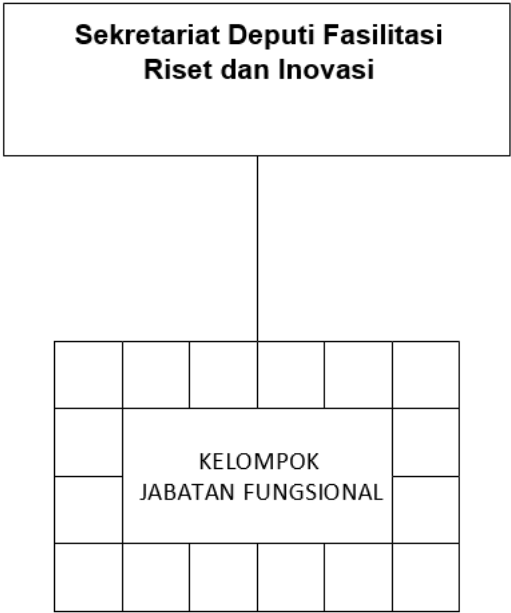 Sekretariat Deputi Fasilitasi
Riset dan Inovasi
KELOMPOK
JABATAN FUNGSIONAL